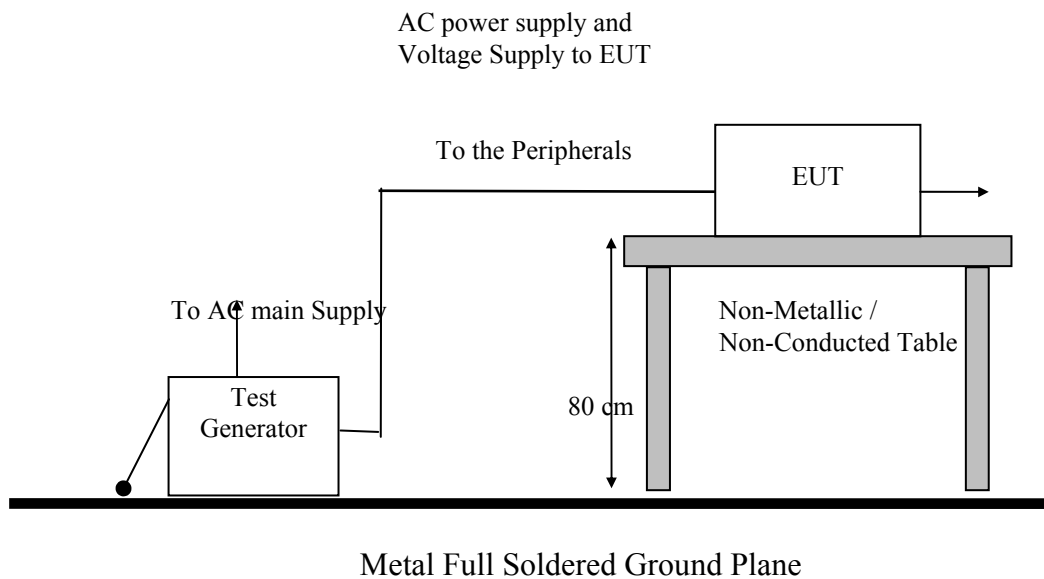 AC power supply and
Voltage Supply to EUT
To the Peripherals
EUT
To AC main Supply
Non-Metallic /
Non-Conducted Table
Test
Generator
80 cm
Metal Full Soldered Ground Plane